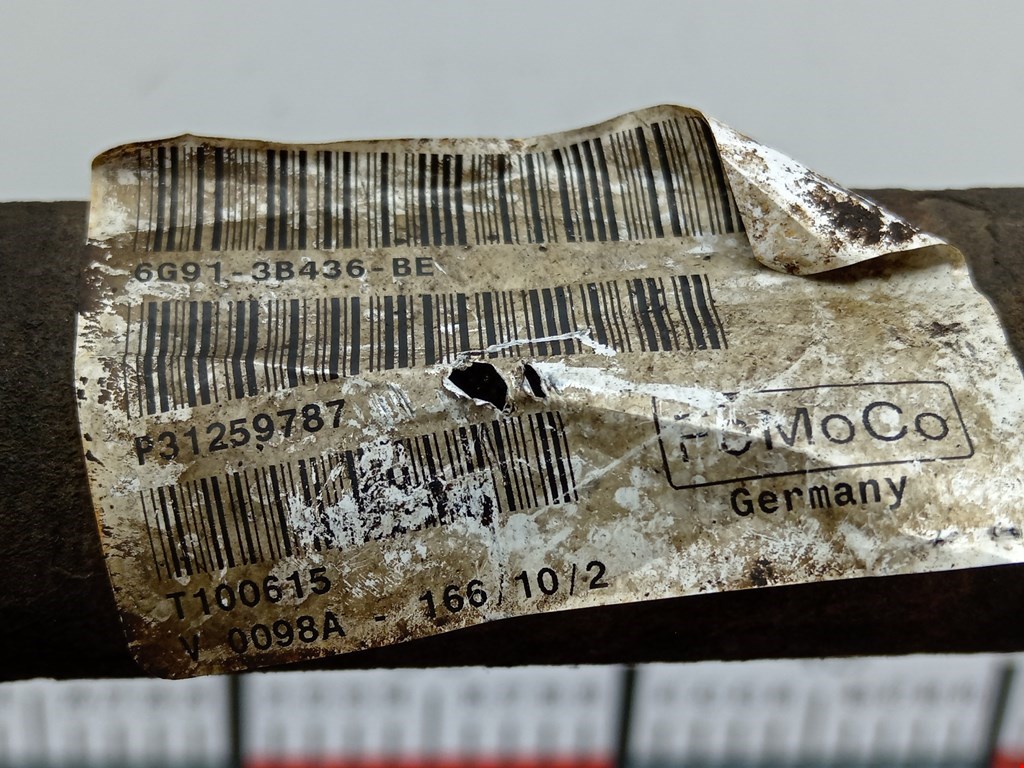 6G91-3B436-BE
P31259787
FoMoCo
Germany
T100615
V 0098A - 166/10/2